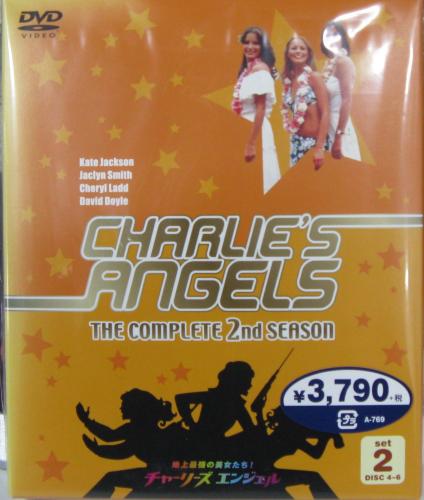 DVD
VIDEO
Kate Jackson
Jaclyn Smith
Cheryl Ladd
David Doyle
CHARLIE'S
ANGELS
THE COMPLETE 2nd SEASON
¥3,790+税
プラ
A-769
set
2
DISC 4-6
地上最強の美女たち!
チャーリーズ エンジェル